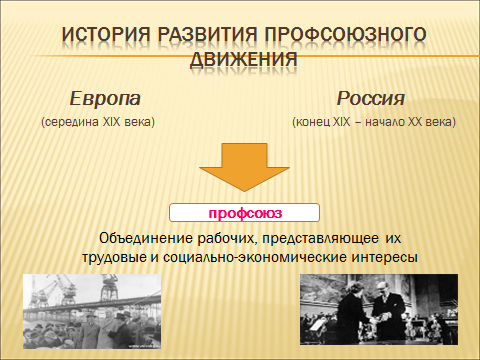 ИСТОРИЯ РАЗВИТИЯ ПРОФСОЮЗНОГО
ДВИЖЕНИЯ
Европа
(середина XIX века)
Россия
(конец XIX – начало XX века)
профсоюз
Объединение рабочих, представляющее их
трудовые и социально-экономические интересы